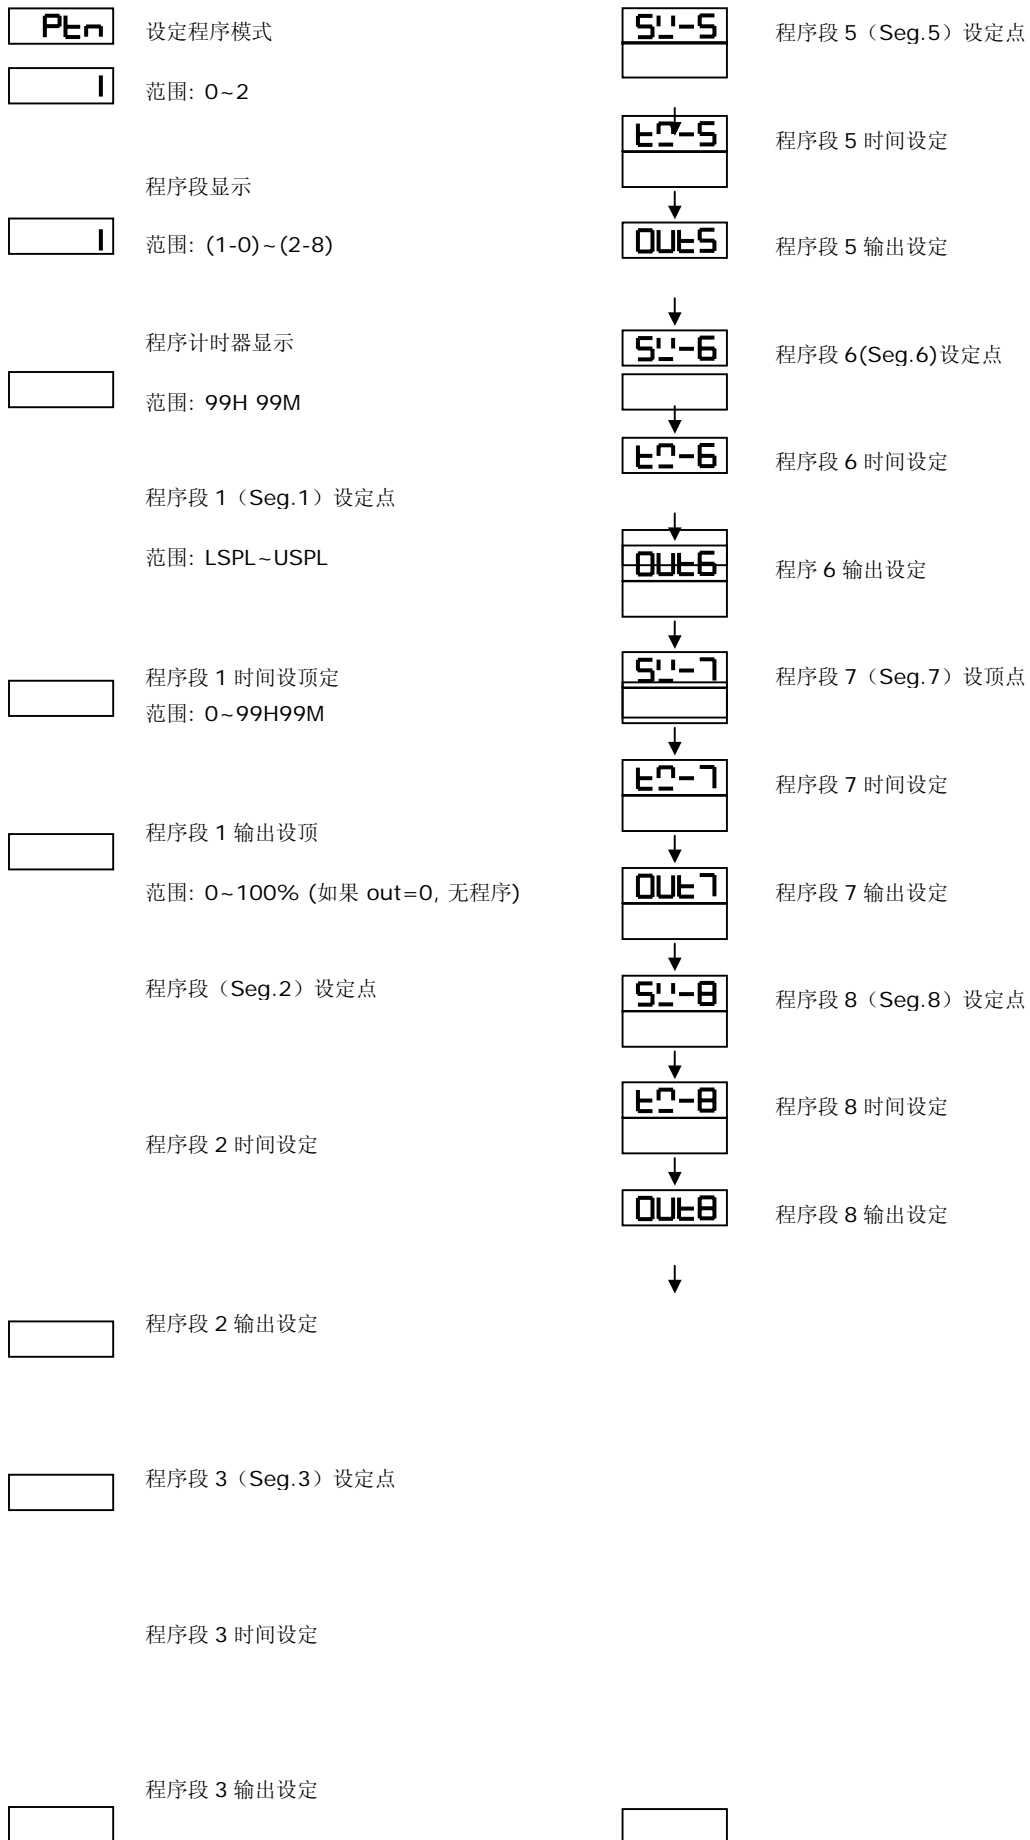 Ptn
设定程序模式
1
范围: 0~2
程序段显示
1
范围: (1-0)~(2-8)
程序计时器显示
范围: 99H 99M
程序段 1（Seg.1）设定点
范围: LSPL~USPL
程序段 1 时间设顶定
范围: 0~99H99M
程序段 1 输出设顶
范围: 0~100% (如果 out=0, 无程序)
程序段（Seg.2）设定点
程序段 2 时间设定
程序段 2 输出设定
程序段 3（Seg.3）设定点
程序段 3 时间设定
程序段 3 输出设定
SV-5
程序段 5（Seg.5）设定点
tM-5
程序段 5 时间设定
OUt5
程序段 5 输出设定
SV-6
程序段 6(Seg.6)设定点
tM-6
程序段 6 时间设定
OUt6
程序 6 输出设定
SV-7
程序段 7（Seg.7）设顶点
tM-7
程序段 7 时间设定
OUt7
程序段 7 输出设定
SV-8
程序段 8（Seg.8）设定点
tM-8
程序段 8 时间设定
OUt8
程序段 8 输出设定